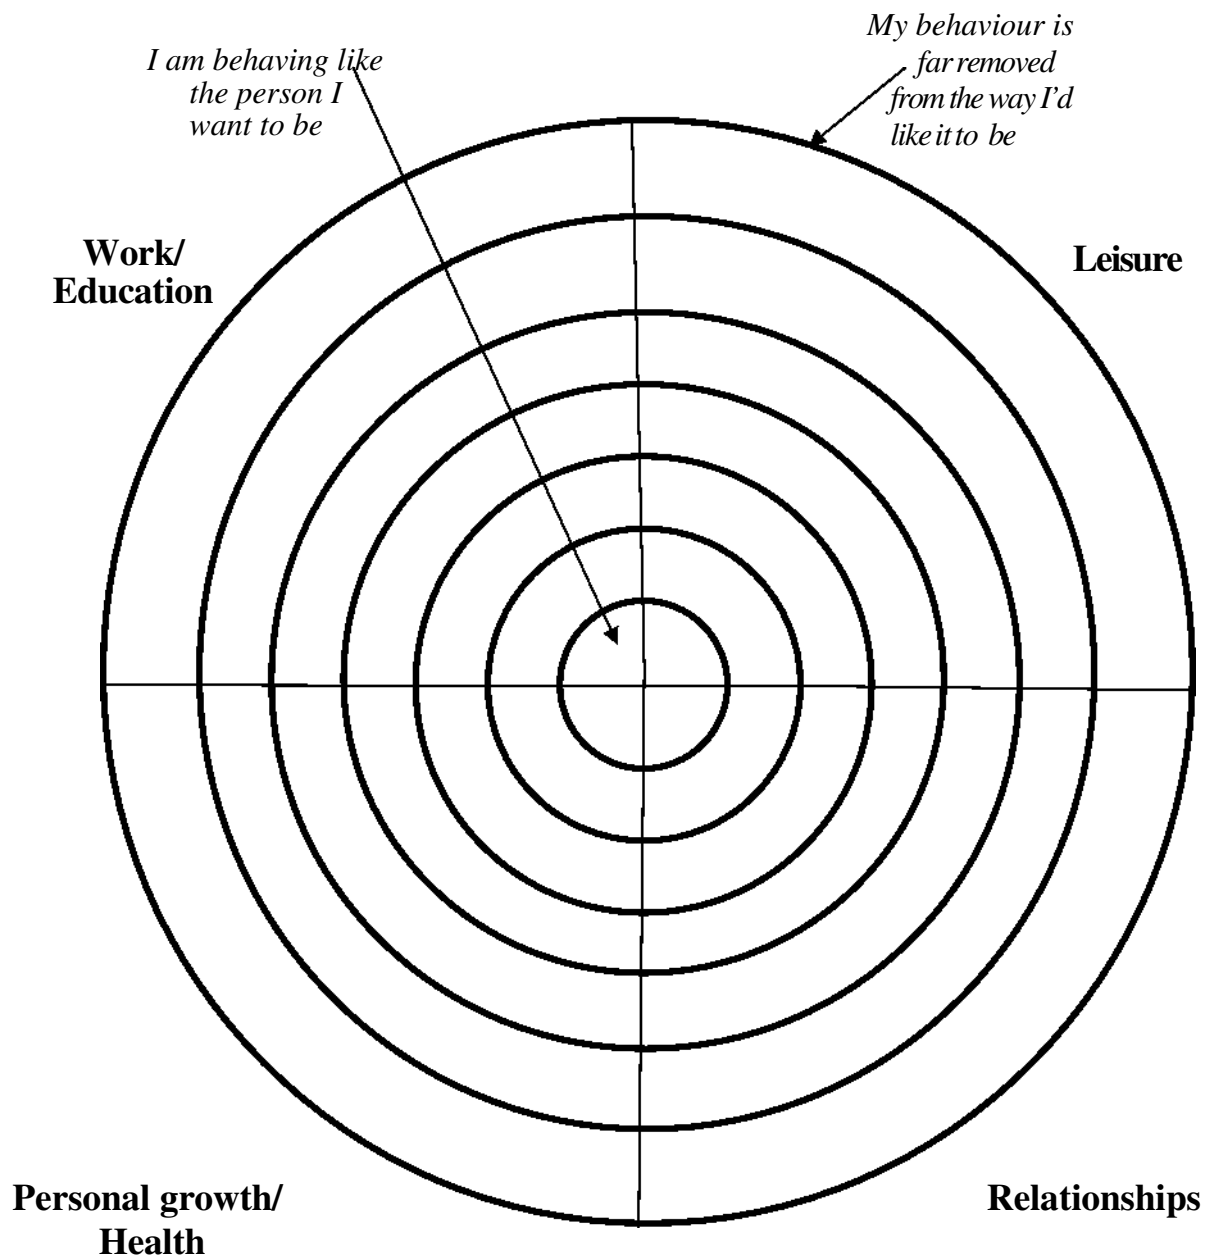 I am behaving like
the person I
want to be
My behaviour is
far removed
from the way I'd
like it to be
Work/
Education
Leisure
Personal growth/
Health
Relationships